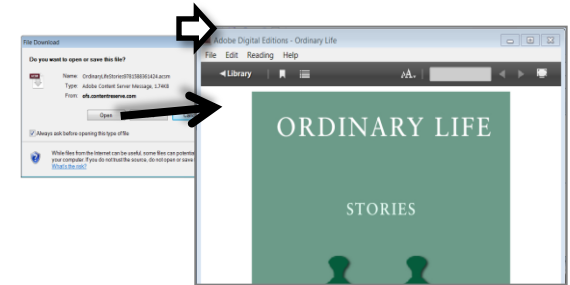 File Download
Do you want to open or save this file?
Name: OrdinaryLifeStories9781588361424.acsm
Type: Adobe Content Server Message, 1.74KB
From: ofs.contentreserve.com
Open
Always ask before opening this type of file
While files from the Internet can be useful, some files can potentia
your computer. If you do not trust the source, do not open or save
What's the risk?
Adobe Digital Editions - Ordinary Life
File Edit Reading Help
Library
AA
ORDINARY LIFE
STORIES